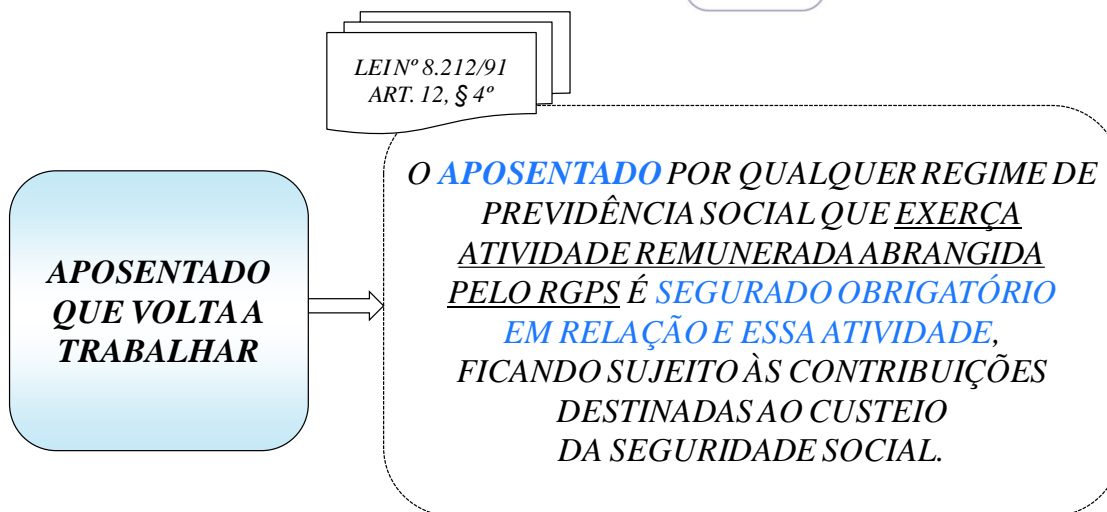 LEI Nº 8.212/91
ART. 12, § 4º
APOSENTADO
QUE VOLTA A
TRABALHAR
O APOSENTADO POR QUALQUER REGIME DE
PREVIDÊNCIA SOCIAL QUE EXERÇA
ATIVIDADE REMUNERADA ABRANGIDA
PELO RGPS É SEGURADO OBRIGATÓRIO
EM RELAÇÃO E ESSA ATIVIDADE,
FICANDO SUJEITO ÀS CONTRIBUIÇÕES
DESTINADAS AO CUSTEIO
DA SEGURIDADE SOCIAL.